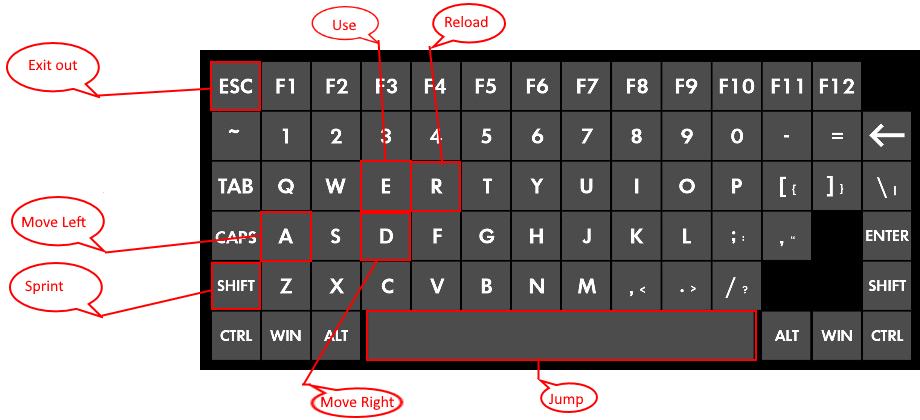 Use
Reload
Exit out
ESC F1 F2 F3 F4 F5 F6 F7 F8 F9 F10 F11 F12
~ 1 2 3 4 5 6 7 8 9 0 - = ←
TAB Q W E R T Y U I O P [ { ] } \ |
Move Left
CAPS A S D F G H J K L ; : , “ ENTER
Sprint
SHIFT Z X C V B N M , < . > / ? SHIFT
CTRL WIN ALT ALT WIN CTRL
Move Right
Jump